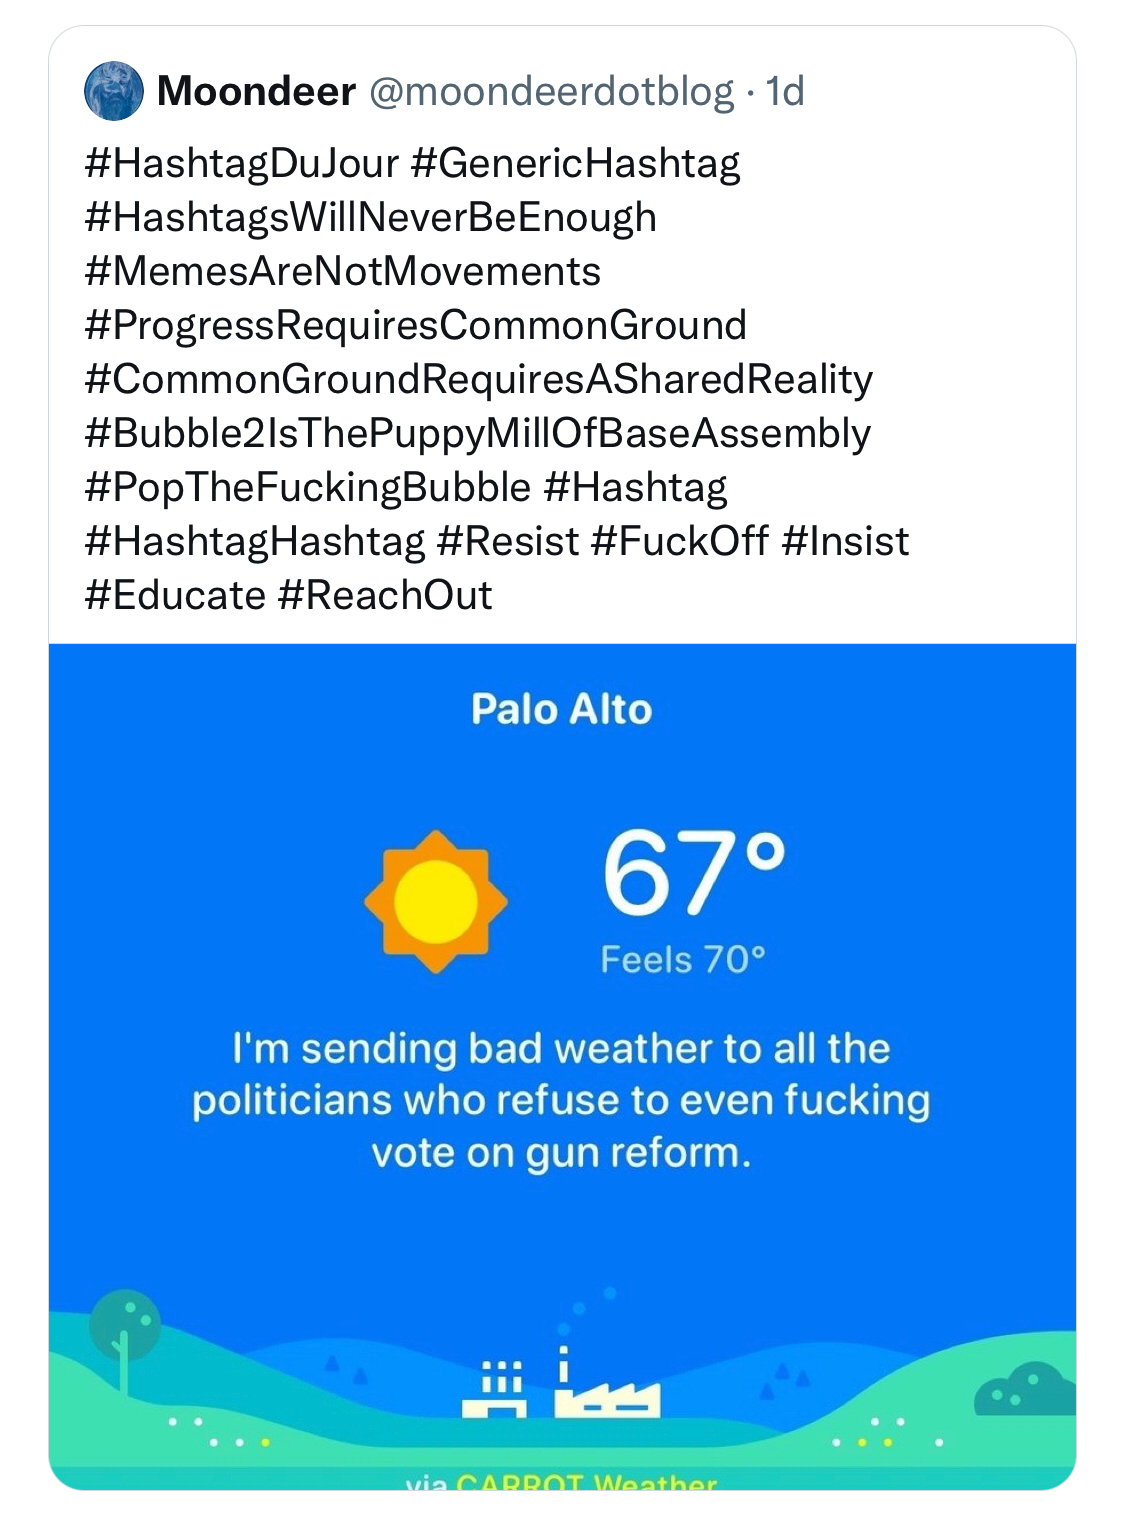 Moondeer @moondeerdotblog · 1d
#HashtagDuJour #GenericHashtag
#HashtagsWillNeverBeEnough
#MemesAreNotMovements
#ProgressRequiresCommonGround
#CommonGroundRequiresASharedReality
#Bubble2IsThePuppyMillOfBaseAssembly
#PopTheFuckingBubble #Hashtag
#HashtagHashtag #Resist #FuckOff #Insist
#Educate #ReachOut
Palo Alto
67°
Feels 70°
I'm sending bad weather to all the
politicians who refuse to even fucking
vote on gun reform.
via CARROT Weather